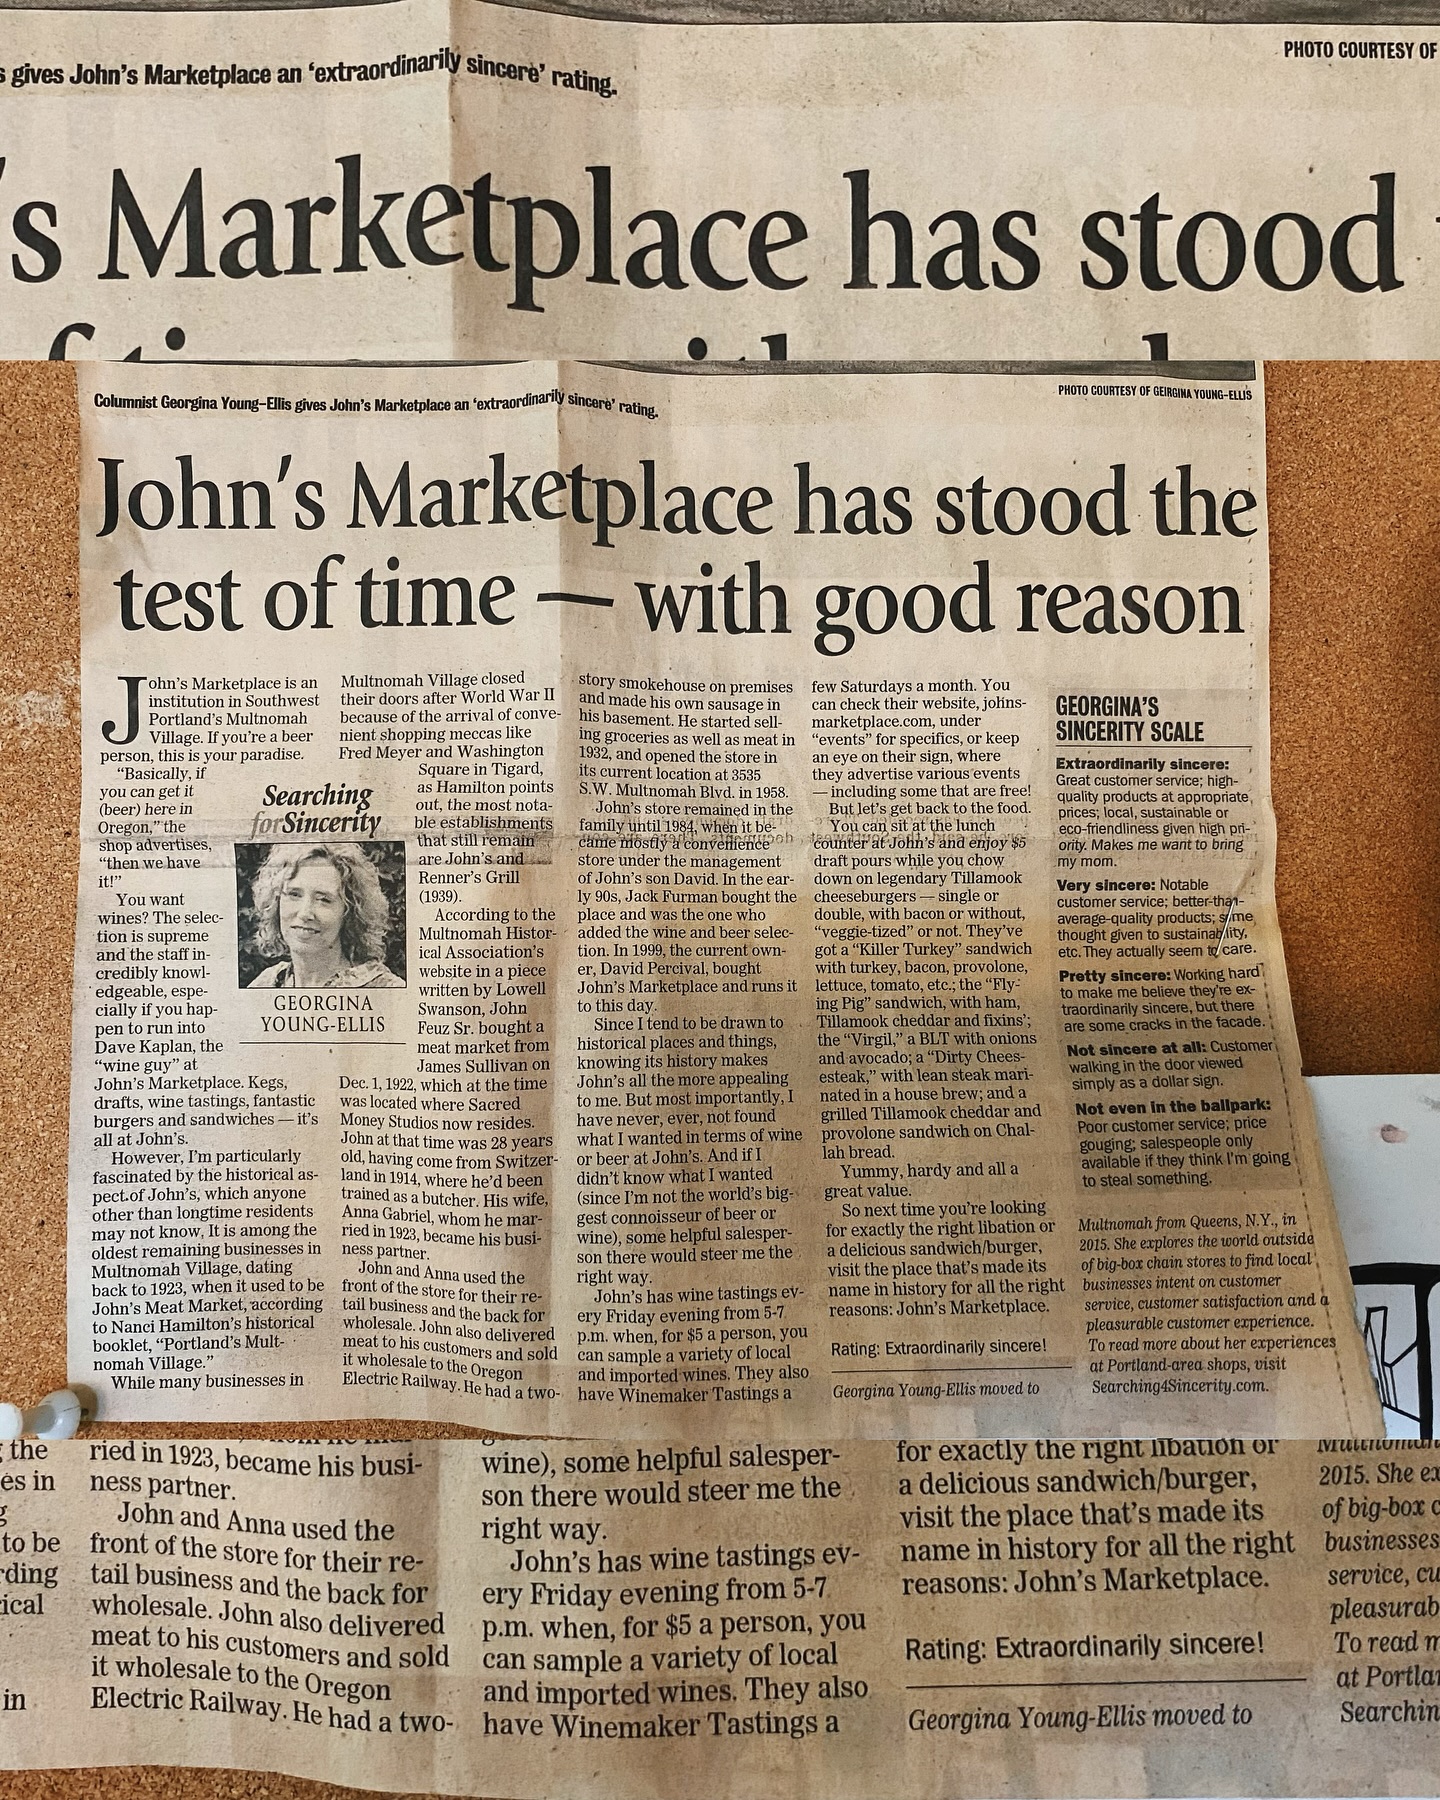 s gives John's Marketplace an 'extraordinarily sincere' rating.
PHOTO COURTESY OF
's Marketplace has stood
Columnist Georgina Young-Ellis gives John's Marketplace an 'extraordinarily sincere' rating.
PHOTO COURTESY OF GEIRGINA YOUNG-ELLIS
John's Marketplace has stood the
test of time — with good reason
John's Marketplace is an
institution in Southwest
Portland's Multnomah
Village. If you're a beer
person, this is your paradise.
"Basically, if
you can get it
(beer) here in
Oregon," the
shop advertises,
"then we have
it!"
You want
wines? The selec-
tion is supreme
and the staff in-
credibly knowl-
edgeable, espe-
cially if you hap-
pen to run into
Dave Kaplan, the
"wine guy" at
John's Marketplace. Kegs,
drafts, wine tastings, fantastic
burgers and sandwiches — it's
all at John's.
However, I'm particularly
fascinated by the historical as-
pect of John's, which anyone
other than longtime residents
may not know. It is among the
oldest remaining businesses in
Multnomah Village, dating
back to 1923, when it used to be
John's Meat Market, according
to Nanci Hamilton's historical
booklet, "Portland's Mult-
nomah Village."
While many businesses in
Searching
for Sincerity
GEORGINA
YOUNG-ELLIS
Multnomah Village closed
their doors after World War II
because of the arrival of conve-
nient shopping meccas like
Fred Meyer and Washington
Square in Tigard,
as Hamilton points
out, the most nota-
ble establishments
that still remain
are John's and
Renner's Grill
(1939).
According to the
Multnomah Histor-
ical Association's
website in a piece
written by Lowell
Swanson, John
Feuz Sr. bought a
meat market from
James Sullivan on
Dec. 1, 1922, which at the time
was located where Sacred
Money Studios now resides.
John at that time was 28 years
old, having come from Switzer-
land in 1914, where he'd been
trained as a butcher. His wife,
Anna Gabriel, whom he mar-
ried in 1923, became his busi-
ness partner.
John and Anna used the
front of the store for their re-
tail business and the back for
wholesale. John also delivered
meat to his customers and sold
it wholesale to the Oregon
Electric Railway. He had a two-
story smokehouse on premises
and made his own sausage in
his basement. He started sell-
ing groceries as well as meat in
1932, and opened the store in
its current location at 3535
S.W. Multnomah Blvd. in 1958.
John's store remained in the
family until 1984, when it be-
came mostly a convenience
store under the management
of John's son David. In the ear-
ly 90s, Jack Furman bought the
place and was the one who
added the wine and beer selec-
tion. In 1999, the current own-
er, David Percival, bought
John's Marketplace and runs it
to this day.
Since I tend to be drawn to
historical places and things,
knowing its history makes
John's all the more appealing
to me. But most importantly, I
have never, ever, not found
what I wanted in terms of wine
or beer at John's. And if I
didn't know what I wanted
(since I'm not the world's big-
gest connoisseur of beer or
wine), some helpful salesper-
son there would steer me the
right way.
John's has wine tastings ev-
ery Friday evening from 5-7
p.m. when, for $5 a person, you
can sample a variety of local
and imported wines. They also
have Winemaker Tastings a
few Saturdays a month. You
can check their website, johns-
marketplace.com, under
"events" for specifics, or keep
an eye on their sign, where
they advertise various events
— including some that are free!
But let's get back to the food.
You can sit at the lunch
counter at John's and enjoy $5
draft pours while you chow
down on legendary Tillamook
cheeseburgers — single or
double, with bacon or without,
"veggie-tized" or not. They've
got a "Killer Turkey" sandwich
with turkey, bacon, provolone,
lettuce, tomato, etc.; the "Fly-
ing Pig" sandwich, with ham,
Tillamook cheddar and fixins';
the "Virgil," a BLT with onions
and avocado; a "Dirty Chees-
esteak," with lean steak mari-
nated in a house brew; and a
grilled Tillamook cheddar and
provolone sandwich on Chal-
lah bread.
Yummy, hardy and all a
great value.
So next time you're looking
for exactly the right libation or
a delicious sandwich/burger,
visit the place that's made its
name in history for all the right
reasons: John's Marketplace.
Rating: Extraordinarily sincere!
Georgina Young-Ellis moved to
GEORGINA'S
SINCERITY SCALE
Extraordinarily sincere:
Great customer service; high-
quality products at appropriate
prices; local, sustainable or
eco-friendliness given high pri-
ority. Makes me want to bring
my mom.
Very sincere: Notable
customer service; better-than-
average-quality products; some
thought given to sustainability,
etc. They actually seem to care.
Pretty sincere: Working hard
to make me believe they're ex-
traordinarily sincere, but there
are some cracks in the facade.
Not sincere at all: Customer
walking in the door viewed
simply as a dollar sign.
Not even in the ballpark:
Poor customer service; price
gouging; salespeople only
available if they think I'm going
to steal something.
Multnomah from Queens, N.Y., in
2015. She explores the world outside
of big-box chain stores to find local
businesses intent on customer
service, customer satisfaction and a
pleasurable customer experience.
To read more about her experiences
at Portland-area shops, visit
Searching4Sincerity.com.
the
es in
to be
rding
ical
in
ried in 1923, became his busi-
ness partner.
John and Anna used the
front of the store for their re-
tail business and the back for
wholesale. John also delivered
meat to his customers and sold
it wholesale to the Oregon
Electric Railway. He had a two-
wine), some helpful salesper-
son there would steer me the
right way.
John's has wine tastings ev-
ery Friday evening from 5-7
p.m. when, for $5 a person, you
can sample a variety of local
and imported wines. They also
have Winemaker Tastings a
for exactly the right libation or
a delicious sandwich/burger,
visit the place that's made its
name in history for all the right
reasons: John's Marketplace.
Rating: Extraordinarily sincere!
Georgina Young-Ellis moved to
Multnomah
2015. She ex
of big-box c
businesses
service, cu
pleasurab
To read m
at Portla
Searchin